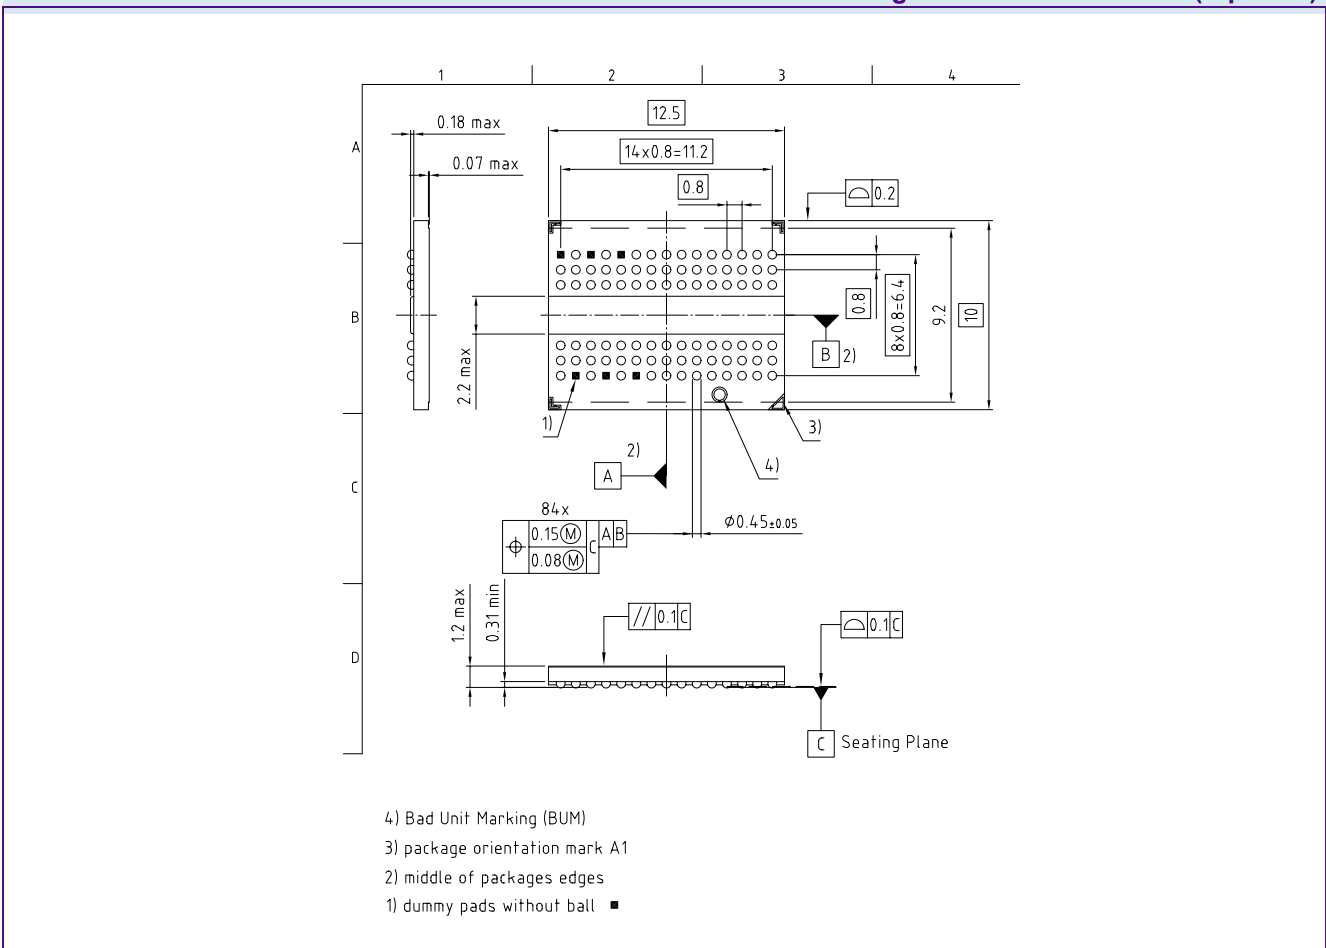 1 2 3 4
A
B
C
D
0.18 max
0.07 max
12.5
14x0.8=11.2
0.8
0.2
0.8
8x0.8=6.4
9.2
10
2.2 max
B 2)
1)
2)
A
3)
4)
84x
0.15 M C A B
0.08 M
Ø0.45±0.05
1.2 max
0.31 min
// 0.1 C
0.1 C
C Seating Plane
4) Bad Unit Marking (BUM)
3) package orientation mark A1
2) middle of packages edges
1) dummy pads without ball ■